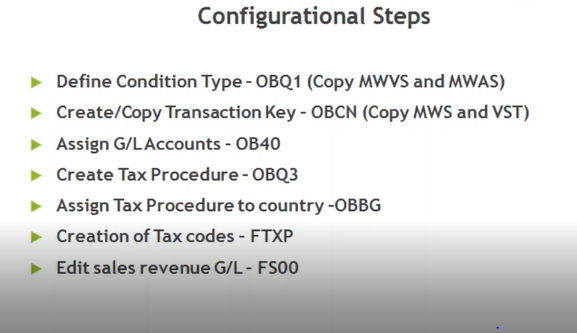 Configurational Steps
Define Condition Type - OBQ1 (Copy MWVS and MWAS)
Create/Copy Transaction Key - OBCN (Copy MWS and VST)
Assign G/L Accounts - OB40
Create Tax Procedure - OBQ3
Assign Tax Procedure to country -OBBG
Creation of Tax codes - FTXP
Edit sales revenue G/L - FS00